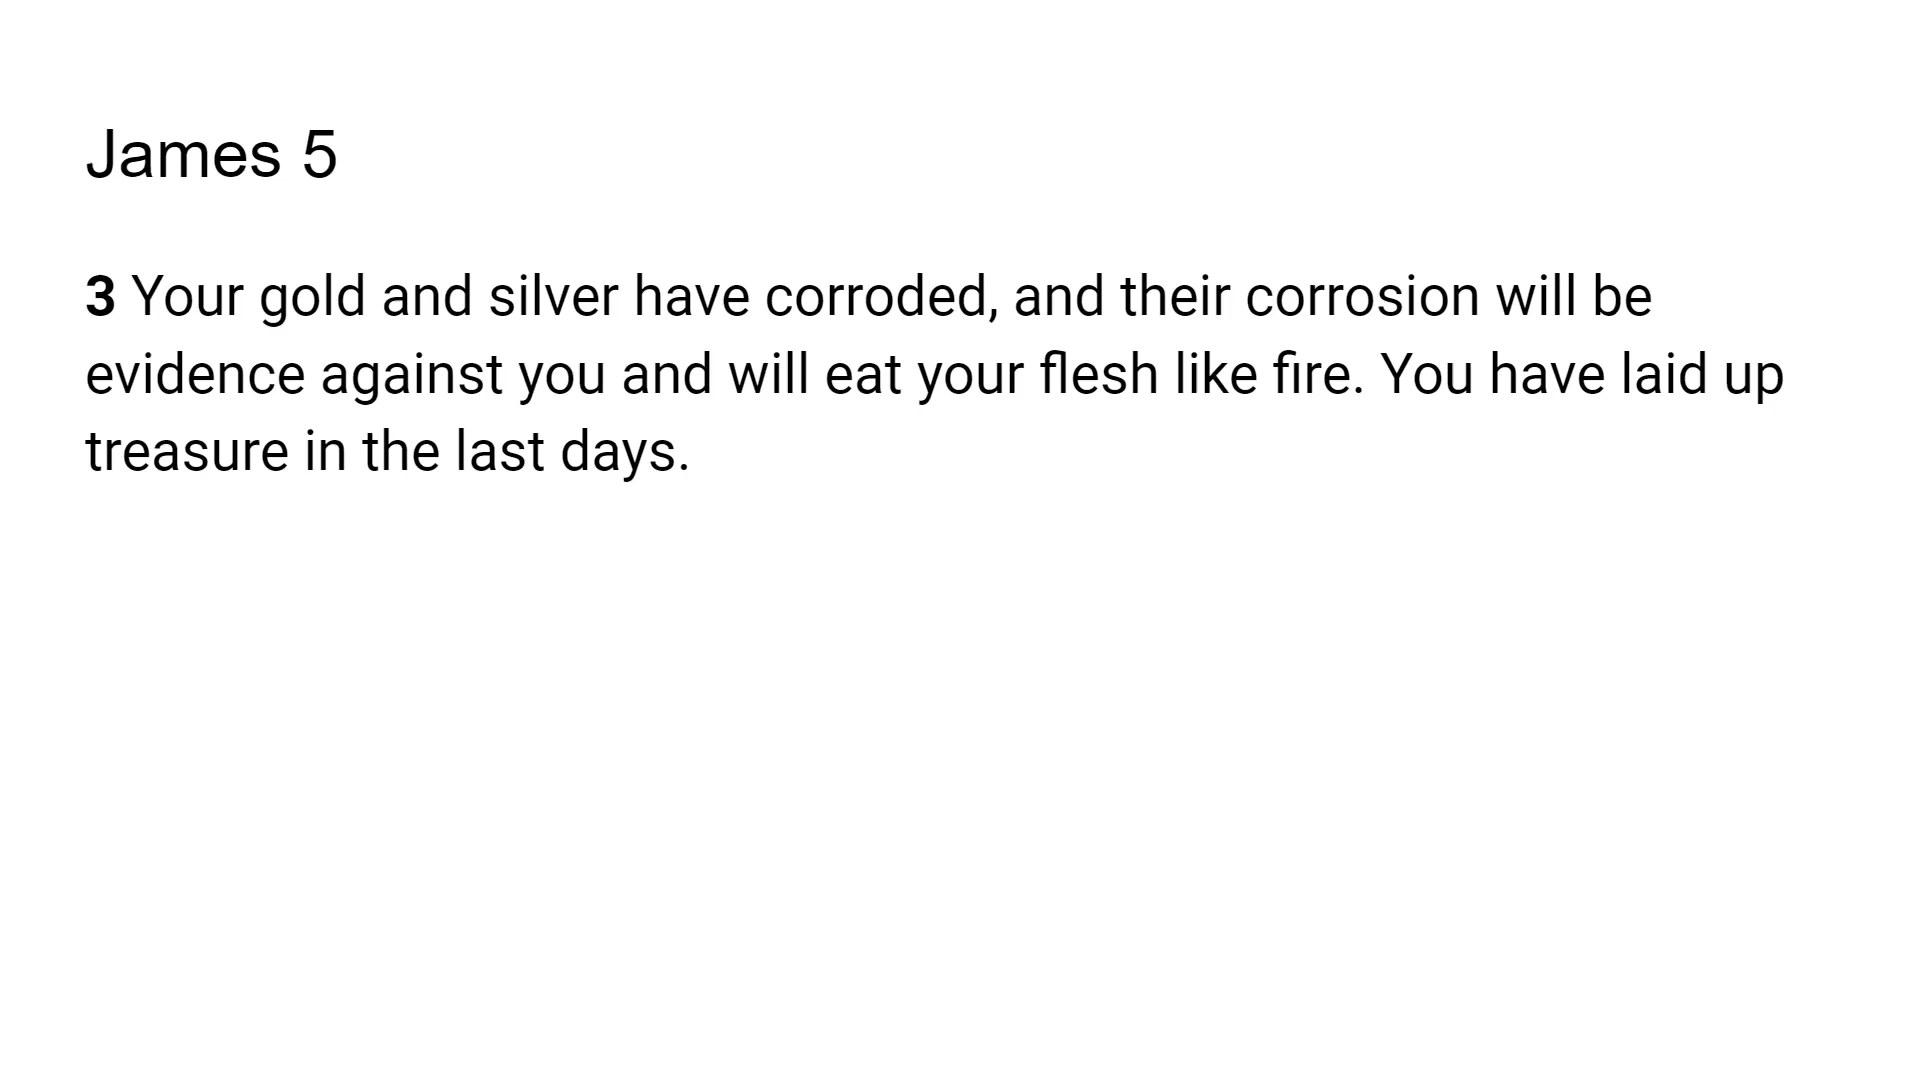 James 5
3 Your gold and silver have corroded, and their corrosion will be
evidence against you and will eat your flesh like fire. You have laid up
treasure in the last days.